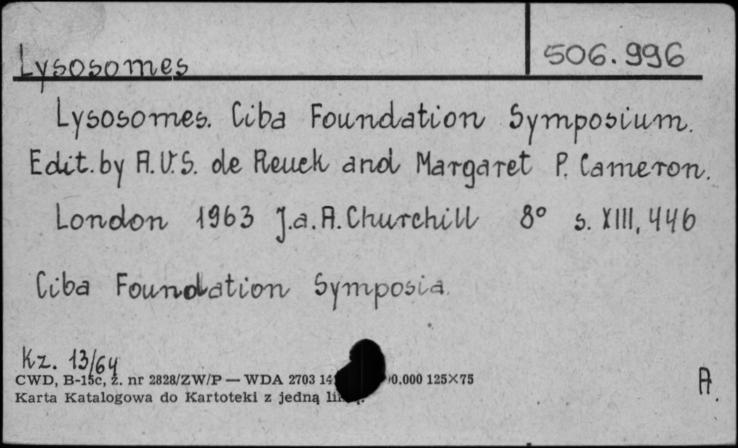 Lysosomes
506.996
Lysosomes. Ciba Foundation Symposium.
Edit. by A.V.S. de Reuck and Margaret P. Cameron.
London 1963 J.a.A. Churchill 8° s. XIII, 446
Ciba Foundation Symposia
Kz. 13/64
CWD, B-15c, ż. nr 2828/ZW/P — WDA 2703 0.000 125×75
Karta Katalogowa do Kartoteki z jedną
A.